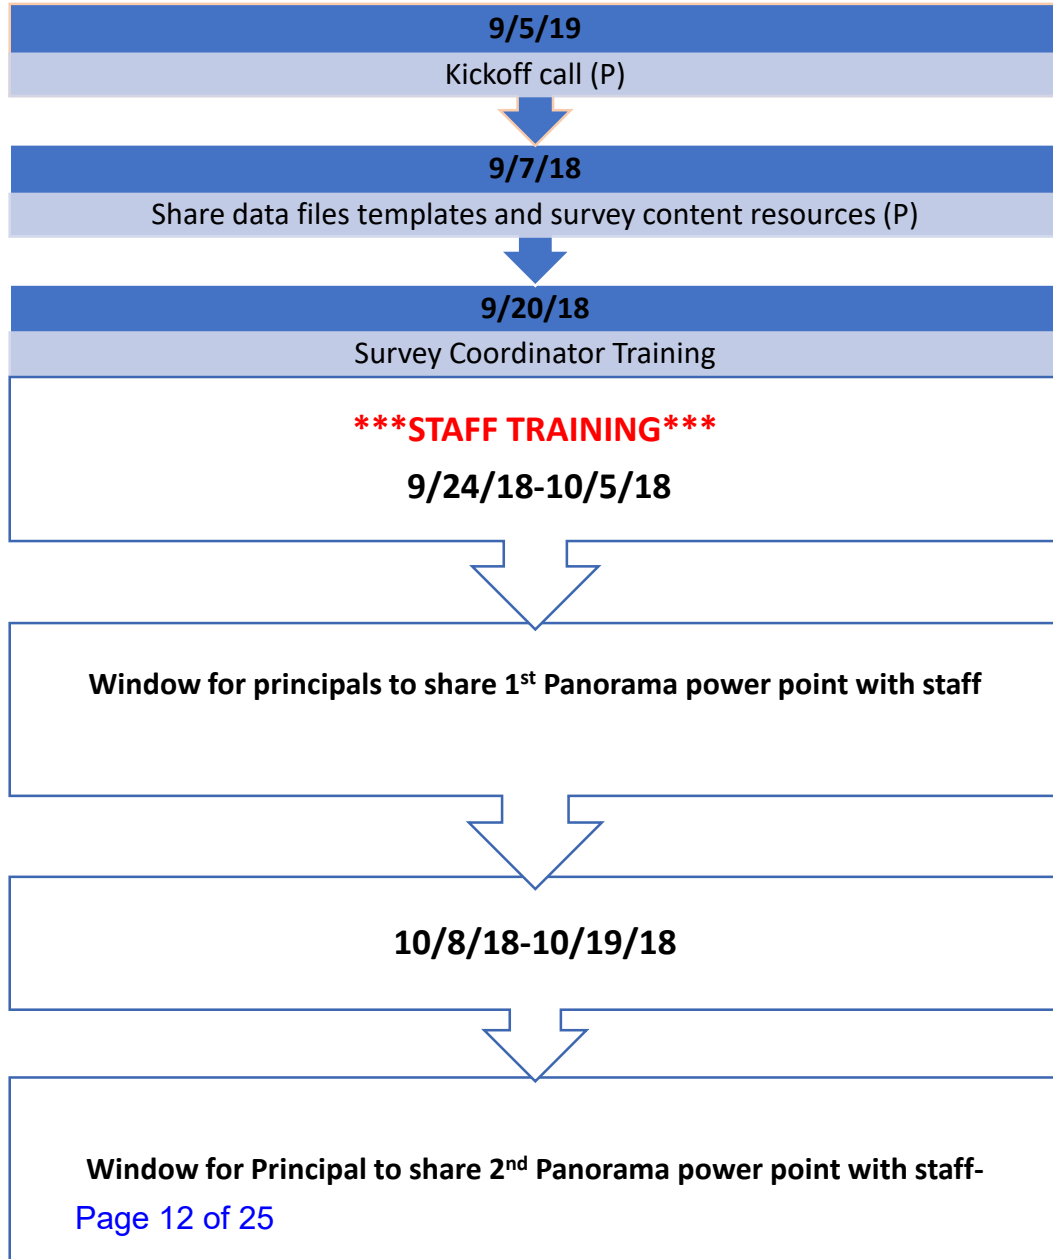 9/5/19
Kickoff call (P)
9/7/18
Share data files templates and survey content resources (P)
9/20/18
Survey Coordinator Training
***STAFF TRAINING***
9/24/18-10/5/18
Window for principals to share 1st Panorama power point with staff
10/8/18-10/19/18
Window for Principal to share 2nd Panorama power point with staff-
Page 12 of 25